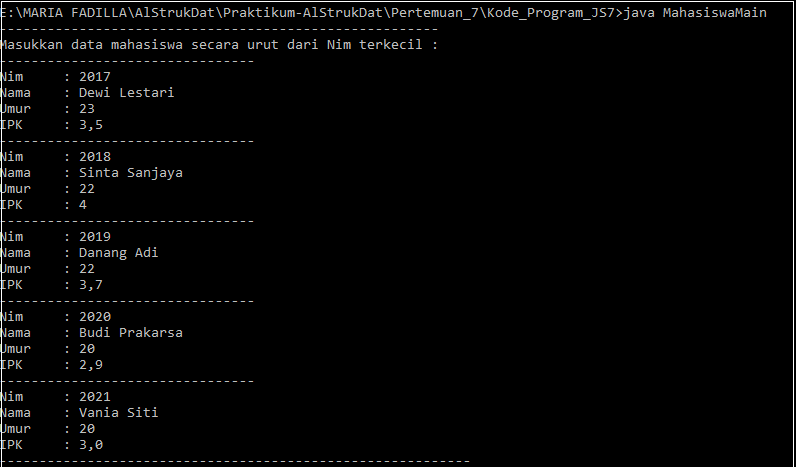 E:\MARIA FADILLA\AlStrukDat\Praktikum-AlStrukDat\Pertemuan_7\Kode_Program_JS7>java MahasiswaMain
-------------------------------------------------------
Masukkan data mahasiswa secara urut dari Nim terkecil :
--------------------------------
Nim     : 2017
Nama    : Dewi Lestari
Umur    : 23
IPK     : 3,5
--------------------------------
Nim     : 2018
Nama    : Sinta Sanjaya
Umur    : 22
IPK     : 4
--------------------------------
Nim     : 2019
Nama    : Danang Adi
Umur    : 22
IPK     : 3,7
--------------------------------
Nim     : 2020
Nama    : Budi Prakarsa
Umur    : 20
IPK     : 2,9
--------------------------------
Nim     : 2021
Nama    : Vania Siti
Umur    : 20
IPK     : 3,0
-----------------------------------------------------------